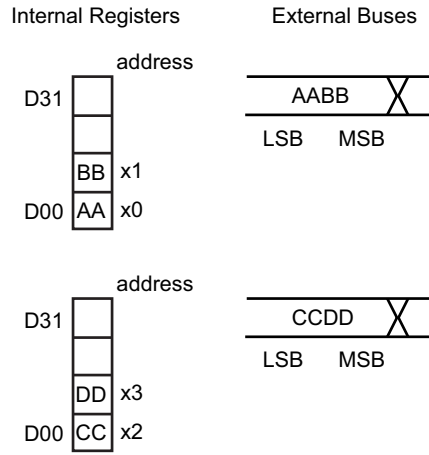 Internal Registers External Buses
address
D31 AABB
LSB MSB
BB x1
D00 AA x0
address
D31 CCDD
LSB MSB
DD x3
D00 CC x2